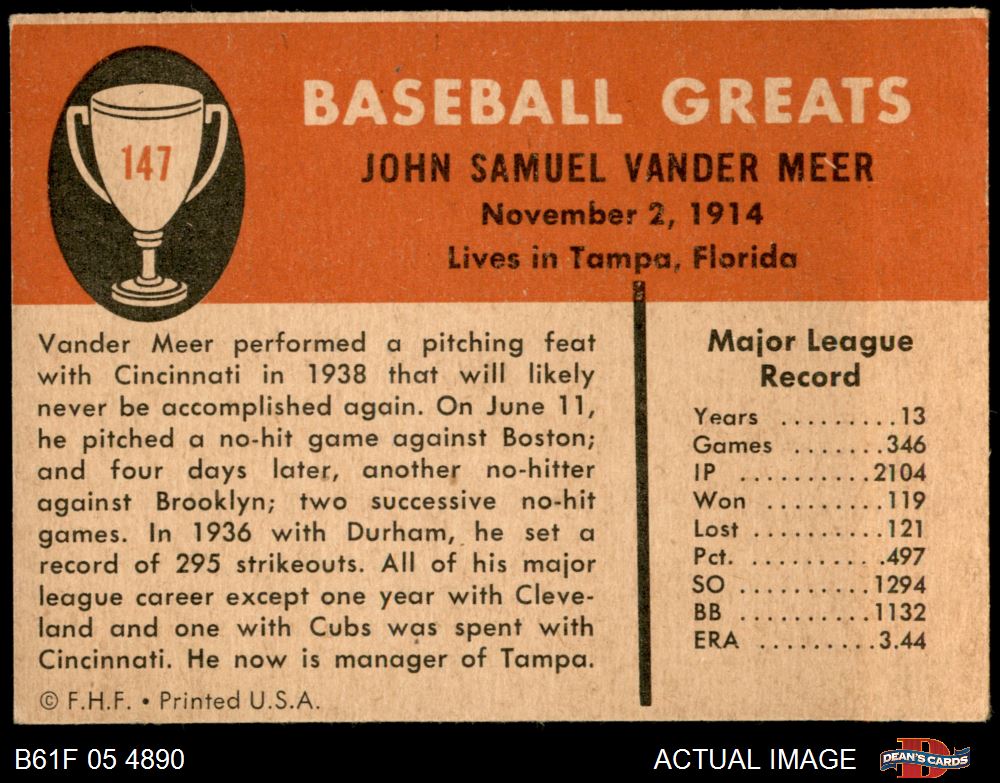 147
BASEBALL GREATS
JOHN SAMUEL VANDER MEER
November 2, 1914
Lives in Tampa, Florida
Vander Meer performed a pitching feat
with Cincinnati in 1938 that will likely
never be accomplished again. On June 11,
he pitched a no-hit game against Boston;
and four days later, another no-hitter
against Brooklyn; two successive no-hit
games. In 1936 with Durham, he set a
record of 295 strikeouts. All of his major
league career except one year with Cleve-
land and one with Cubs was spent with
Cincinnati. He now is manager of Tampa.
© F.H.F. • Printed U.S.A.
Major League
Record
Years .........13
Games .......346
IP ..........2104
Won .........119
Lost ..........121
Pct. ..........497
SO ..........1294
BB ..........1132
ERA .........3.44
B61F 05 4890
ACTUAL IMAGE
DEAN'S CARDS